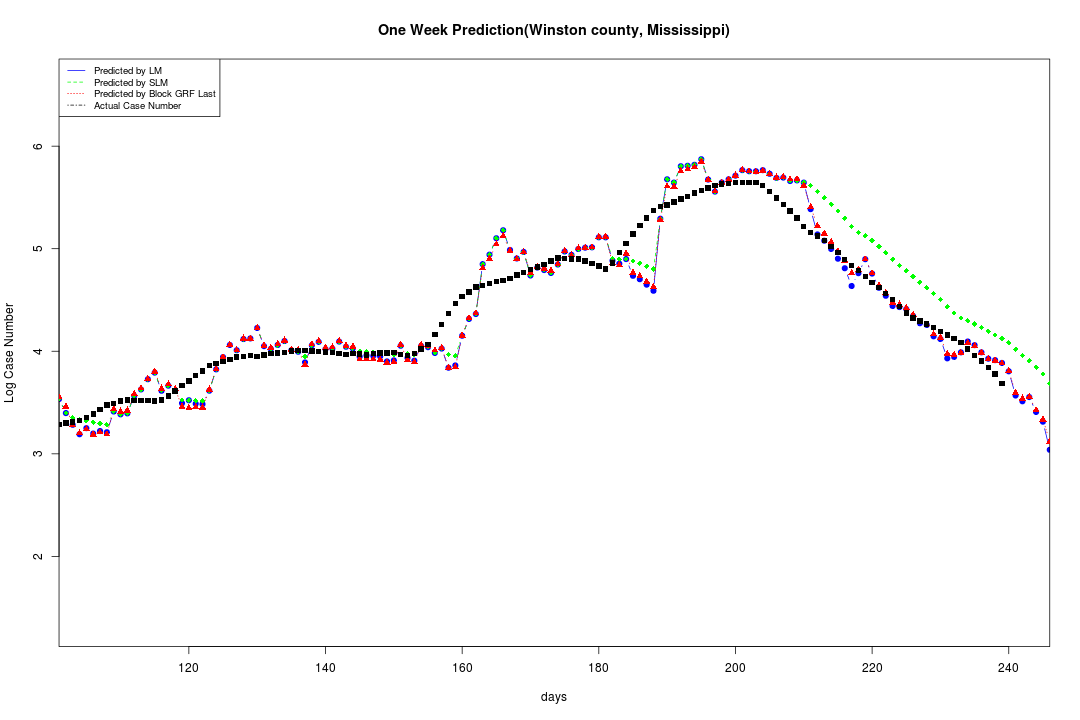 One Week Prediction(Winston county, Mississippi)
Predicted by LM
Predicted by SLM
Predicted by Block GRF Last
Actual Case Number
Log Case Number
6
5
4
3
2
120 140 160 180 200 220 240
days